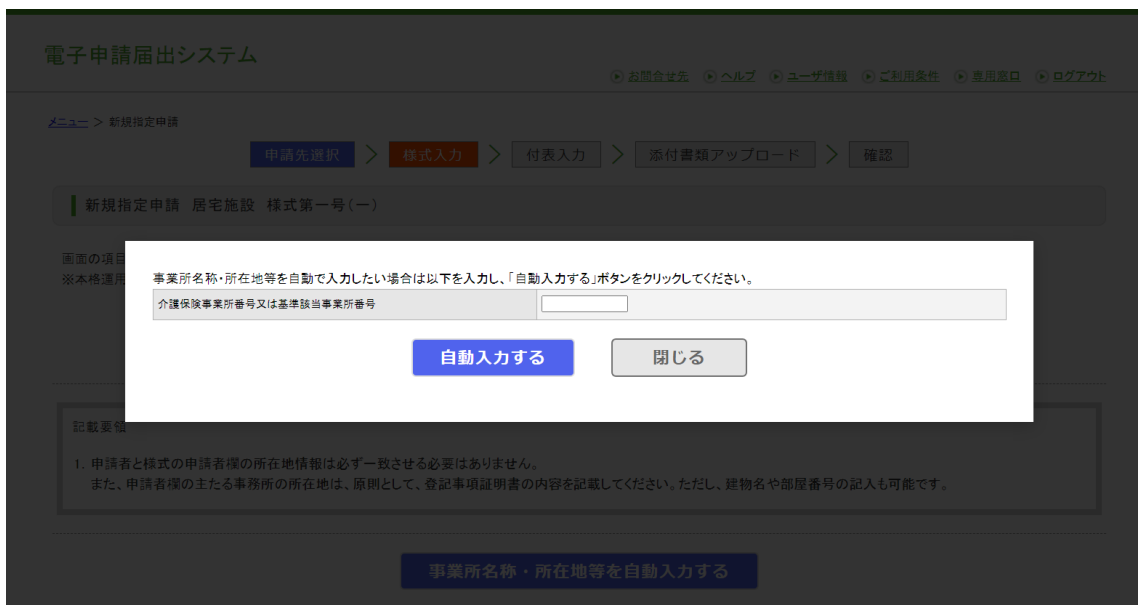 電子申請届出システム
お問合せ先 ヘルプ ユーザ情報 ご利用条件 専用窓口 ログアウト
メニュー > 新規指定申請
申請先選択 > 様式入力 > 付表入力 > 添付書類アップロード > 確認
新規指定申請 居宅施設 様式第一号(一)
画面の項目
※本格運用
事業所名称・所在地等を自動で入力したい場合は以下を入力し、「自動入力する」ボタンをクリックしてください。
介護保険事業所番号又は基準該当事業所番号
自動入力する 閉じる
記載要領
1. 申請者と様式の申請者欄の所在地情報は必ず一致させる必要はありません。
また、申請者欄の主たる事務所の所在地は、原則として、登記事項証明書の内容を記載してください。ただし、建物名や部屋番号の記入も可能です。
事業所名称・所在地等を自動入力する